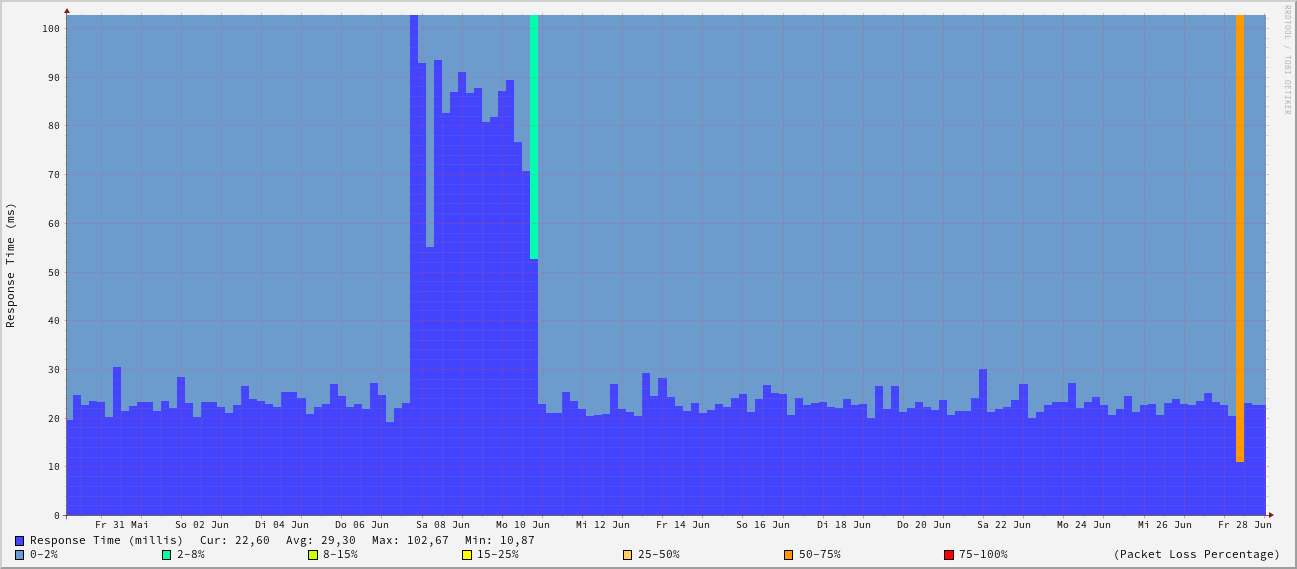 RRDTOOL / TOBI OETIKER
Response Time (ms)
100
90
80
70
60
50
40
30
20
10
0
Fr 31 Mai So 02 Jun Di 04 Jun Do 06 Jun Sa 08 Jun Mo 10 Jun Mi 12 Jun Fr 14 Jun So 16 Jun Di 18 Jun Do 20 Jun Sa 22 Jun Mo 24 Jun Mi 26 Jun Fr 28 Jun
Response Time (millis) Cur: 22,60 Avg: 29,30 Max: 102,67 Min: 10,87
0-2% 2-8% 8-15% 15-25% 25-50% 50-75% 75-100% (Packet Loss Percentage)